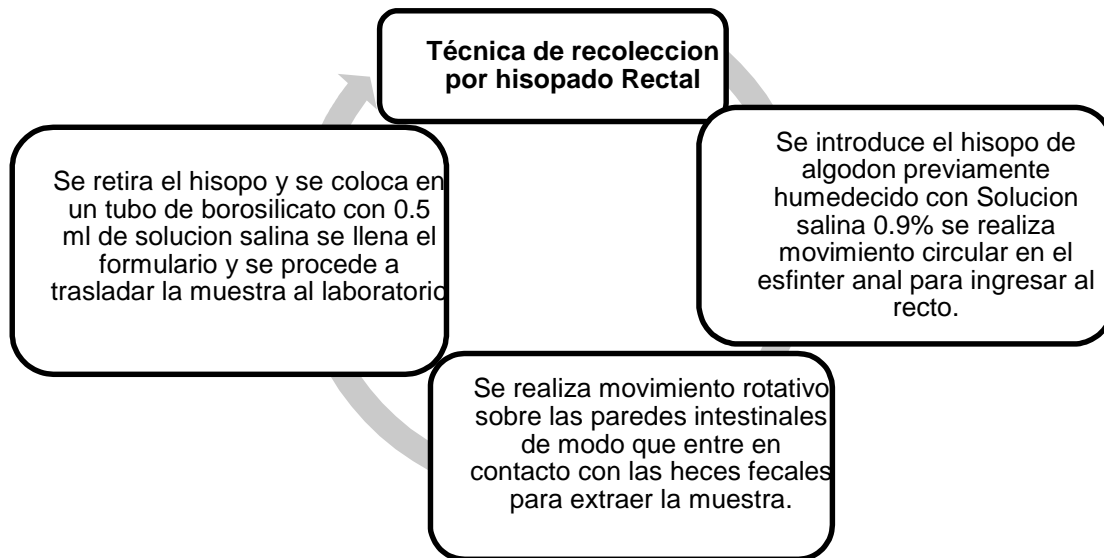 Técnica de recoleccion
por hisopado Rectal
Se introduce el hisopo de
algodon previamente
humedecido con Solucion
salina 0.9% se realiza
movimiento circular en el
esfinter anal para ingresar al
recto.
Se realiza movimiento rotativo
sobre las paredes intestinales
de modo que entre en
contacto con las heces fecales
para extraer la muestra.
Se retira el hisopo y se coloca en
un tubo de borosilicato con 0.5
ml de solucion salina se llena el
formulario y se procede a
trasladar la muestra al laboratorio